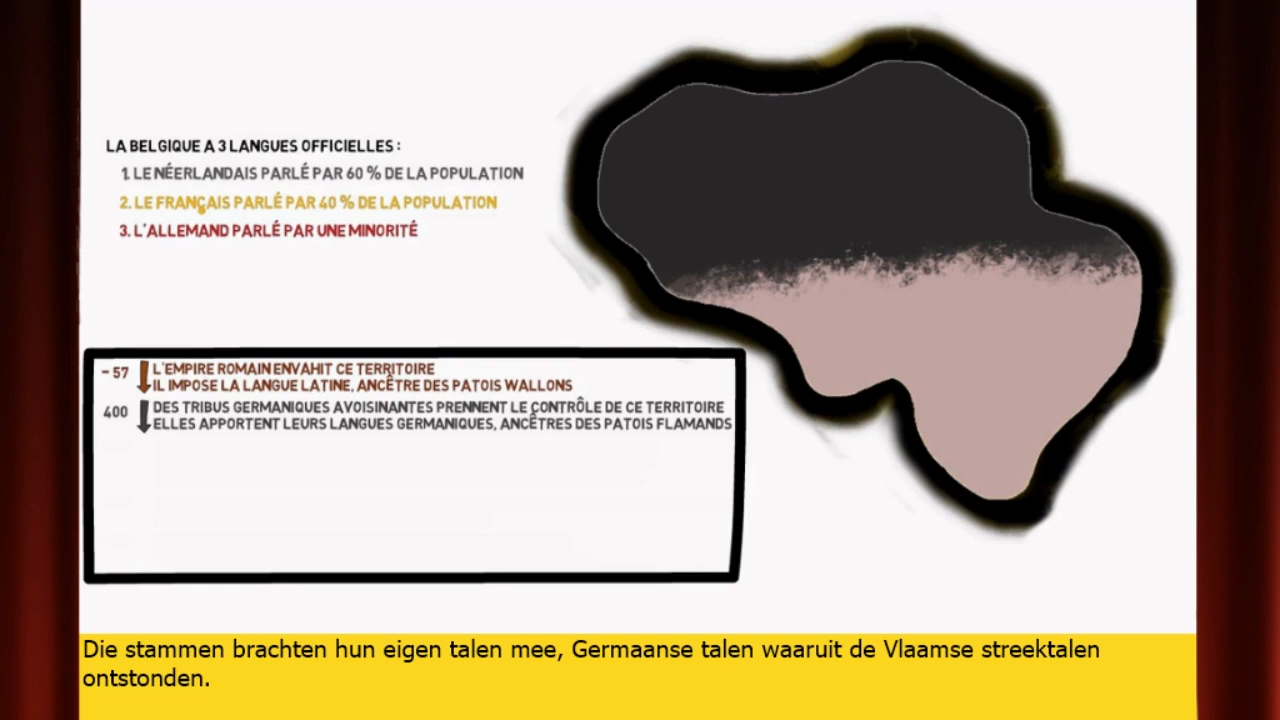 LA BELGIQUE A 3 LANGUES OFFICIELLES :
1. LE NÉERLANDAIS PARLÉ PAR 60 % DE LA POPULATION
2. LE FRANÇAIS PARLÉ PAR 40 % DE LA POPULATION
3. L'ALLEMAND PARLÉ PAR UNE MINORITÉ
- 57 L'EMPIRE ROMAIN ENVAHIT CE TERRITOIRE
IL IMPOSE LA LANGUE LATINE, ANCÊTRE DES PATOIS WALLONS
400 DES TRIBUS GERMANIQUES AVOISINANTES PRENNENT LE CONTRÔLE DE CE TERRITOIRE
ELLES APPORTENT LEURS LANGUES GERMANIQUES, ANCÊTRES DES PATOIS FLAMANDS
Die stammen brachten hun eigen talen mee, Germaanse talen waaruit de Vlaamse streektalen
ontstonden.